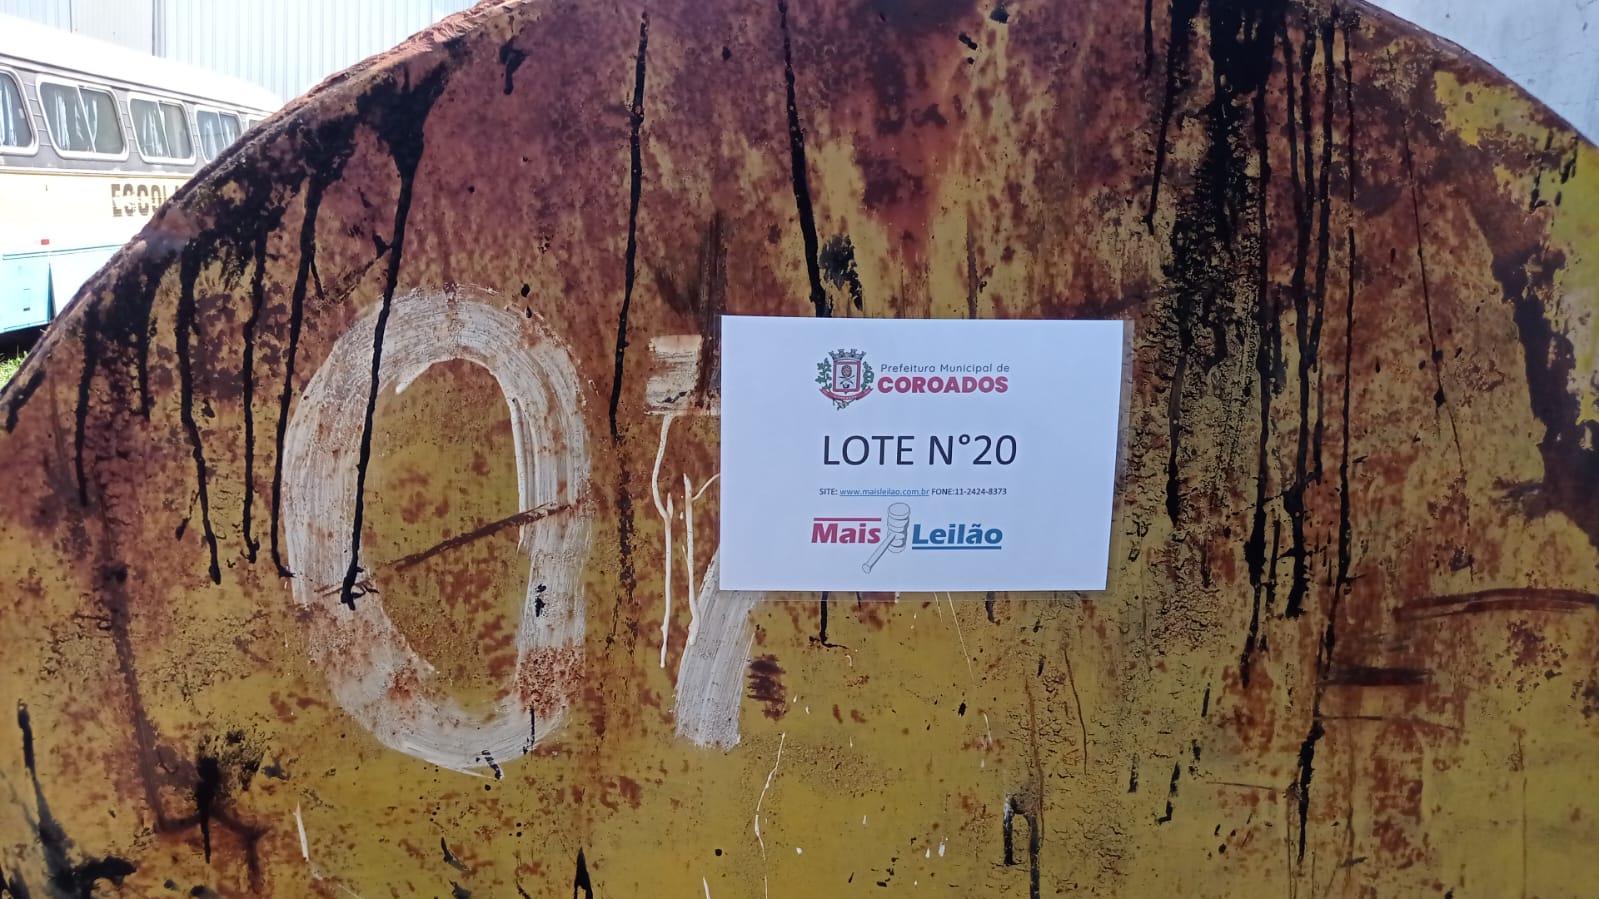 ESCOL
07
Prefeitura Municipal de
COROADOS
LOTE N°20
SITE: www.maisleilao.com.br FONE:11-2424-8373
Mais Leilão